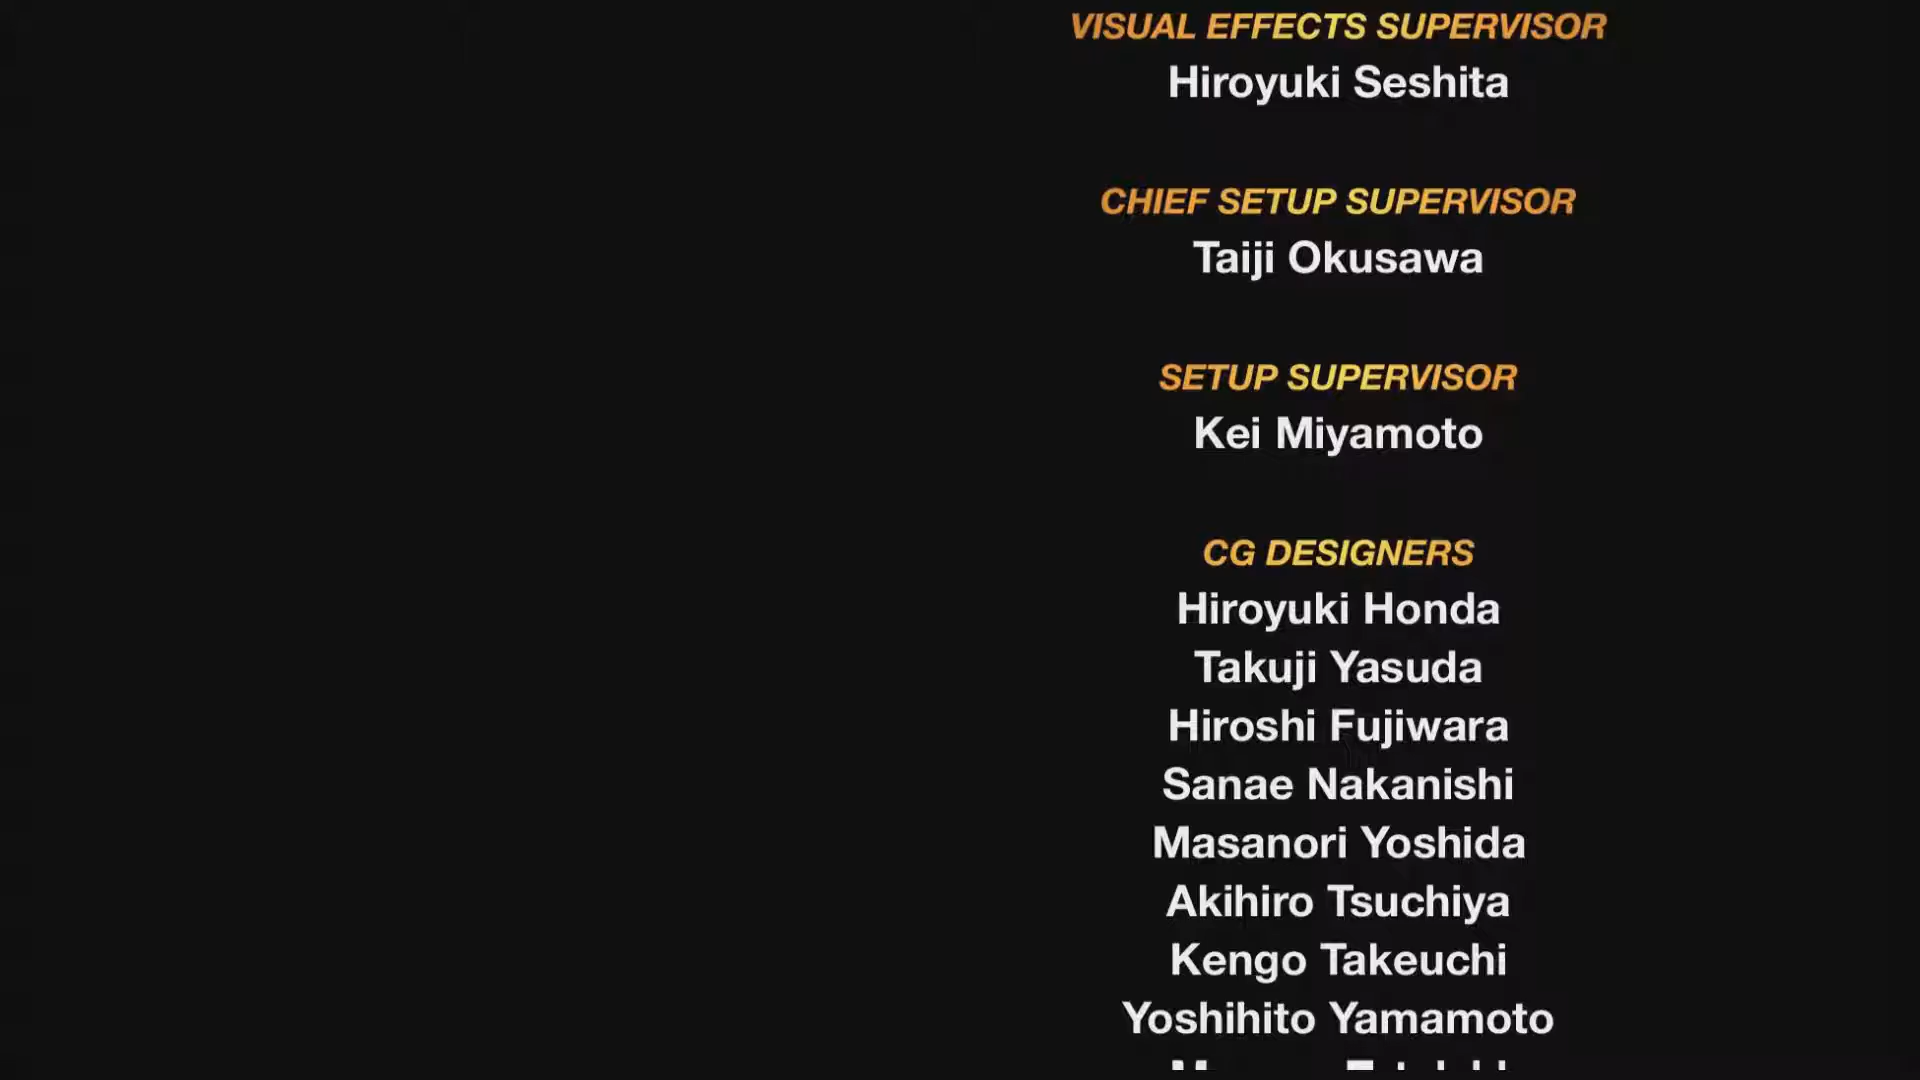 VISUAL EFFECTS SUPERVISOR
Hiroyuki Seshita
CHIEF SETUP SUPERVISOR
Taiji Okusawa
SETUP SUPERVISOR
Kei Miyamoto
CG DESIGNERS
Hiroyuki Honda
Takuji Yasuda
Hiroshi Fujiwara
Sanae Nakanishi
Masanori Yoshida
Akihiro Tsuchiya
Kengo Takeuchi
Yoshihito Yamamoto